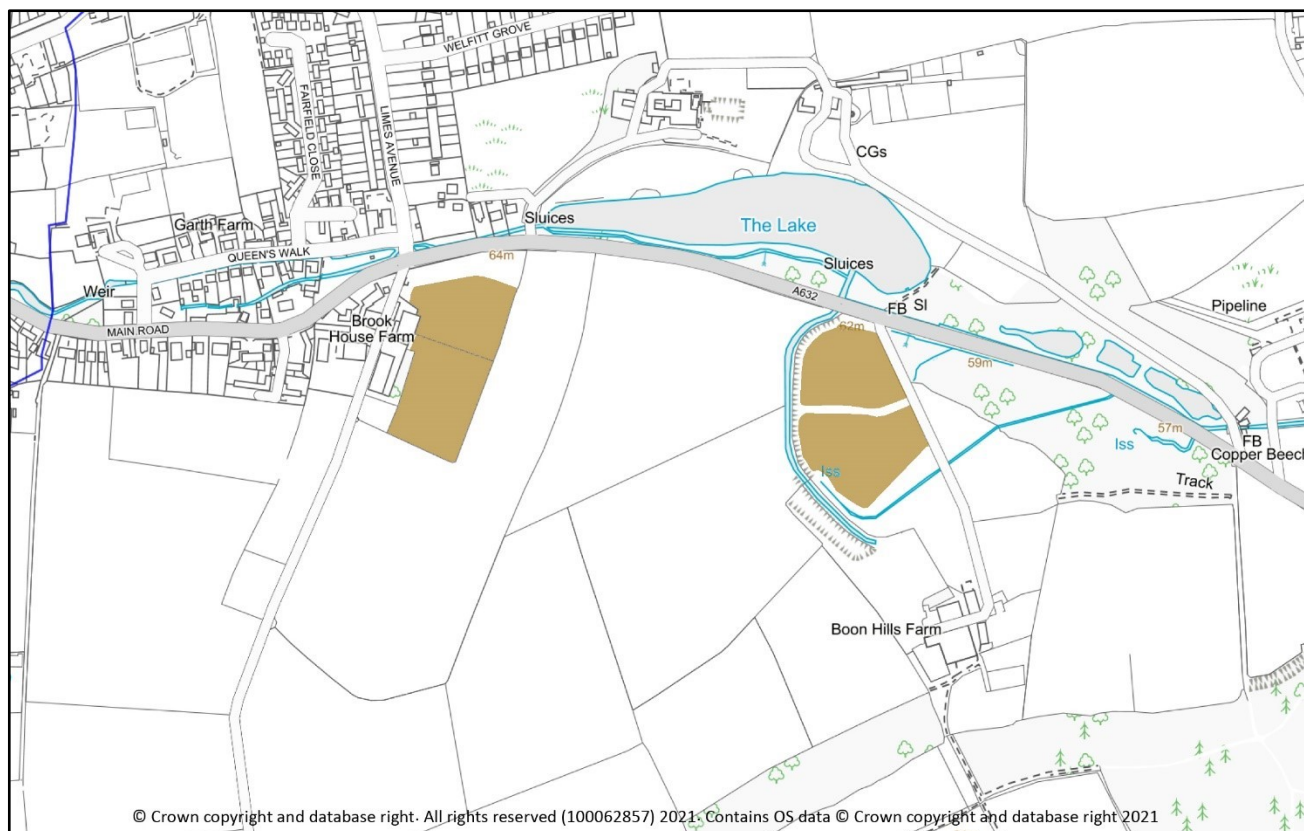 WELFITT GROVE
FAIRFIELD CLOSE
LIMES AVENUE
CGs
Garth Farm
Sluices
The Lake
QUEEN'S WALK
64m
Sluices
Weir
A632
FB SI
Pipeline
MAIN ROAD
Brook
House Farm
62m
59m
57m
Iss
FB
Copper Beech
Iss
Track
Boon Hills Farm
© Crown copyright and database right. All rights reserved (100062857) 2021. Contains OS data © Crown copyright and database right 2021